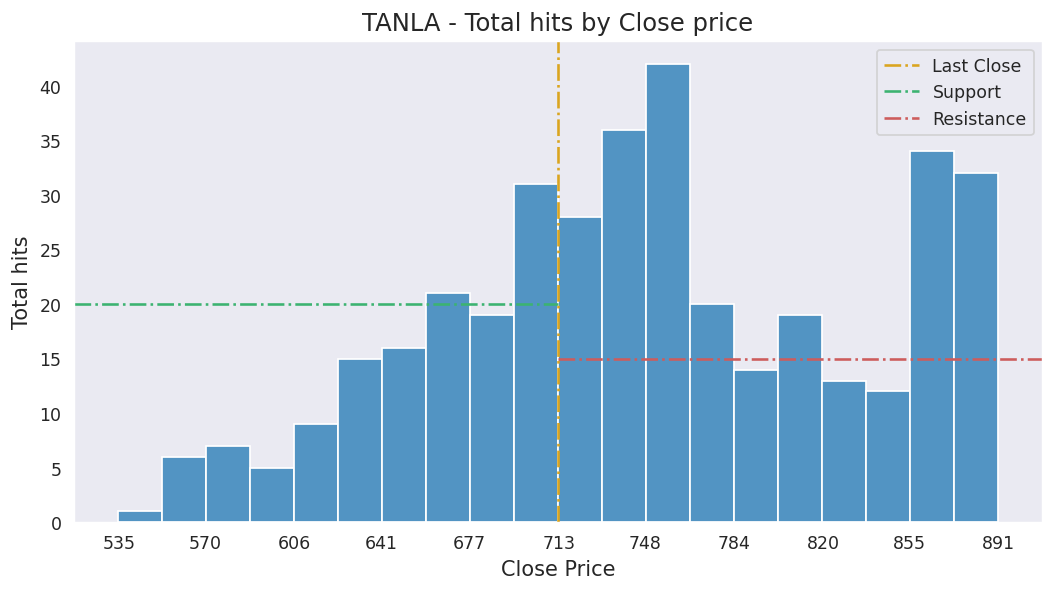 TANLA - Total hits by Close price
Last Close
Support
Resistance
Total hits
40
35
30
25
20
15
10
5
0
535 570 606 641 677 713 748 784 820 855 891
Close Price